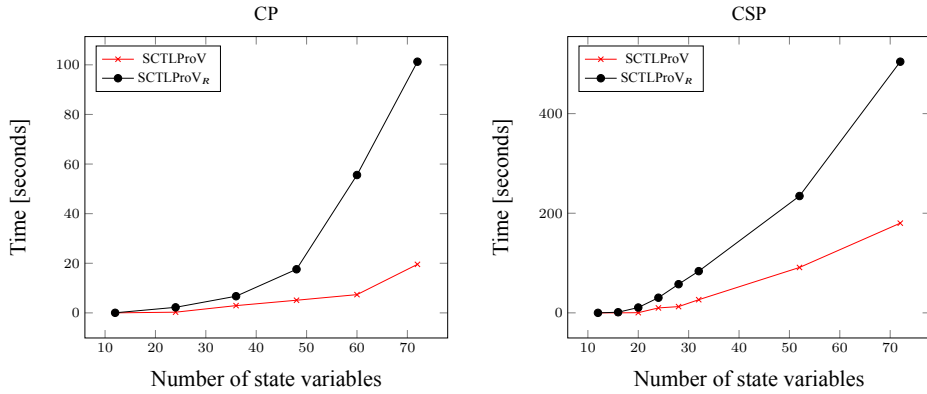 CP
SCTLProV
SCTLProV_R
100
80
60
40
20
0
10 20 30 40 50 60 70
Time [seconds]
Number of state variables
CSP
SCTLProV
SCTLProV_R
400
200
0
10 20 30 40 50 60 70
Time [seconds]
Number of state variables